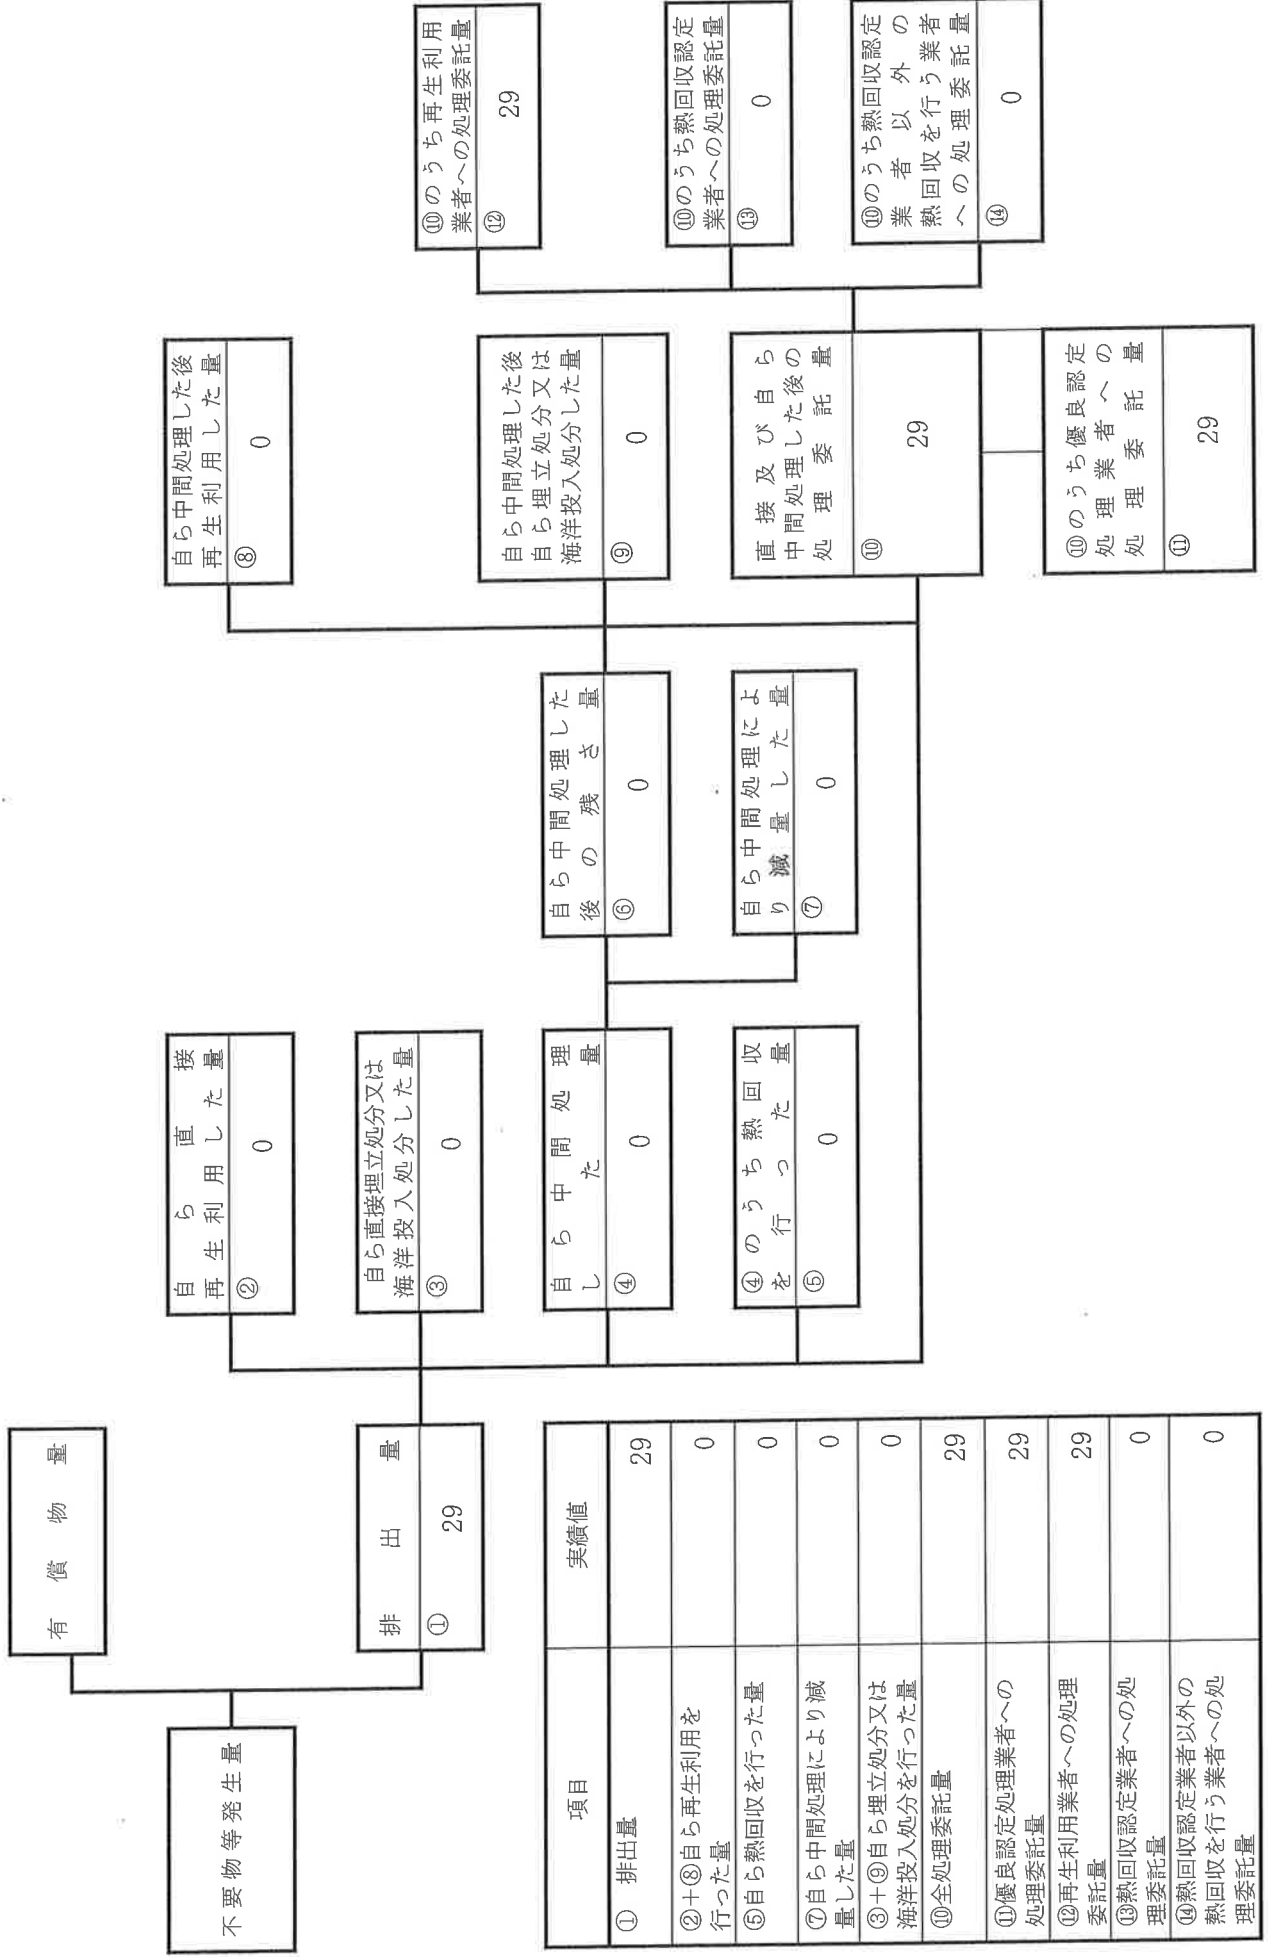 不要物等発生量
有償物量
排出量
① 29
自ら直接
再生利用した量
② 0
自ら直接埋立処分又は
海洋投入処分した量
③ 0
自ら中間処理
した量
④ 0
④のうち熱回収
を行った量
⑤ 0
自ら中間処理した
後の残さ量
⑥ 0
自ら中間処理によ
り減量した量
⑦ 0
自ら中間処理した後
再生利用した量
⑧ 0
自ら中間処理した後
自ら埋立処分又は
海洋投入処分した量
⑨ 0
直接及び自ら
中間処理した後の
処理委託量
⑩ 29
⑩のうち優良認定
処理業者への
処理委託量
⑪ 29
⑩のうち再生利用
業者への処理委託量
⑫ 29
⑩のうち熱回収認定
業者への処理委託量
⑬ 0
⑩のうち熱回収認定
業者以外の
熱回収を行う業者
への処理委託量
⑭ 0
項目 実績値
① 排出量 29
②+⑧自ら再生利用を
行った量 0
⑤自ら熱回収を行った量 0
⑦自ら中間処理により減
量した量 0
③+⑨自ら埋立処分又は
海洋投入処分を行った量 0
⑩全処理委託量 29
⑪優良認定処理業者への
処理委託量 29
⑫再生利用業者への処理
委託量 29
⑬熱回収認定業者への処
理委託量 0
⑭熱回収認定業者以外の
熱回収を行う業者への処
理委託量 0